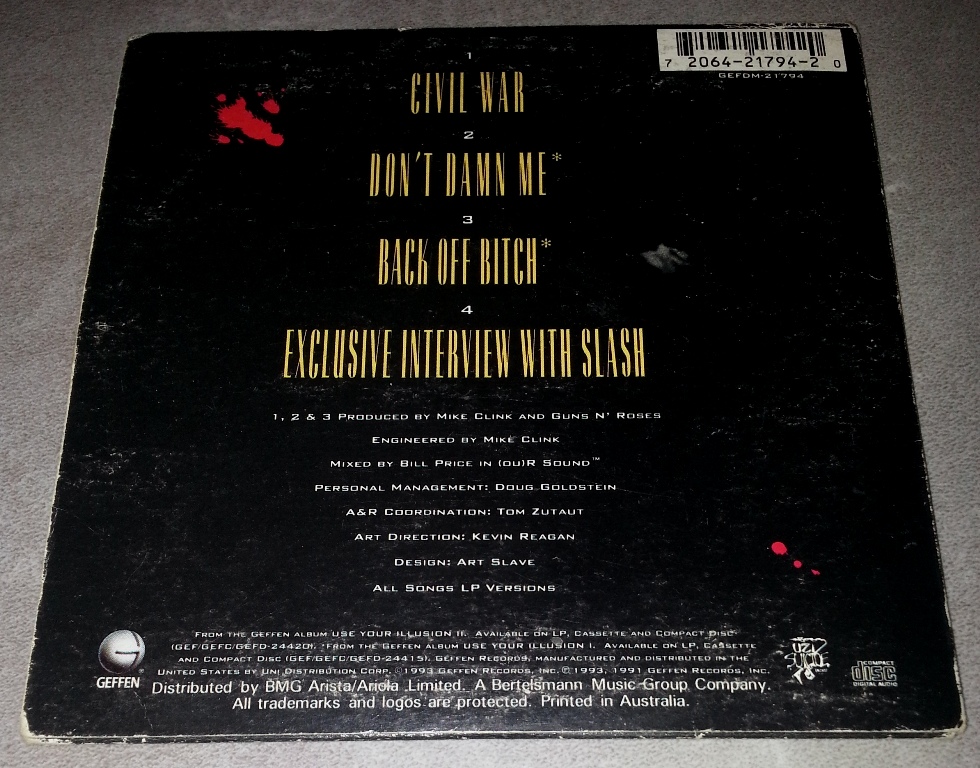 7 2064-21794-2 0
GEFDM-21794
1
CIVIL WAR
2
DON'T DAMN ME*
3
BACK OFF BITCH*
4
EXCLUSIVE INTERVIEW WITH SLASH
1, 2 & 3 PRODUCED BY MIKE CLINK AND GUNS N' ROSES
ENGINEERED BY MIKE CLINK
MIXED BY BILL PRICE IN (OU)R SOUND™
PERSONAL MANAGEMENT: DOUG GOLDSTEIN
A&R COORDINATION: TOM ZUTAUT
ART DIRECTION: KEVIN REAGAN
DESIGN: ART SLAVE
ALL SONGS LP VERSIONS
FROM THE GEFFEN ALBUM USE YOUR ILLUSION II. AVAILABLE ON LP, CASSETTE AND COMPACT DISC
(GEF/GEFC/GEFD-24420). *FROM THE GEFFEN ALBUM USE YOUR ILLUSION I. AVAILABLE ON LP, CASSETTE
AND COMPACT DISC (GEF/GEFC/GEFD-24415). GEFFEN RECORDS, MANUFACTURED AND DISTRIBUTED IN THE
UNITED STATES BY UNI DISTRIBUTION CORP. ©1993 GEFFEN RECORDS, INC. ℗1993, 1991 GEFFEN RECORDS, INC.
GEFFEN
Distributed by BMG Arista/Ariola Limited. A Bertelsmann Music Group Company.
All trademarks and logos are protected. Printed in Australia.
UZI
SUICIDE
COMPACT
disc
DIGITAL AUDIO